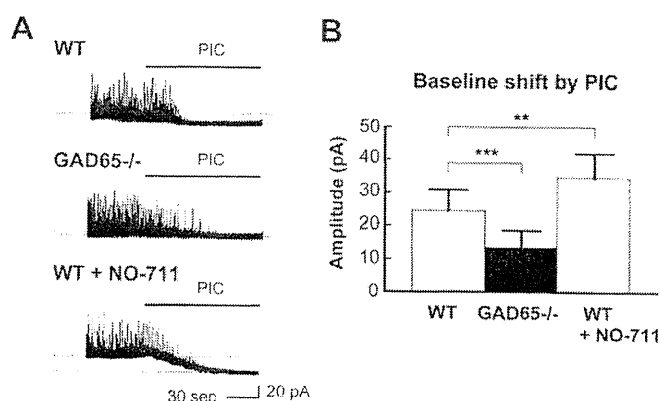 A
WT
PIC
GAD65-/-
PIC
WT + NO-711
PIC
30 sec
20 pA
B
Baseline shift by PIC
Amplitude (pA)
50
40
30
20
10
0
**
***
WT
GAD65-/-
WT
+ NO-711